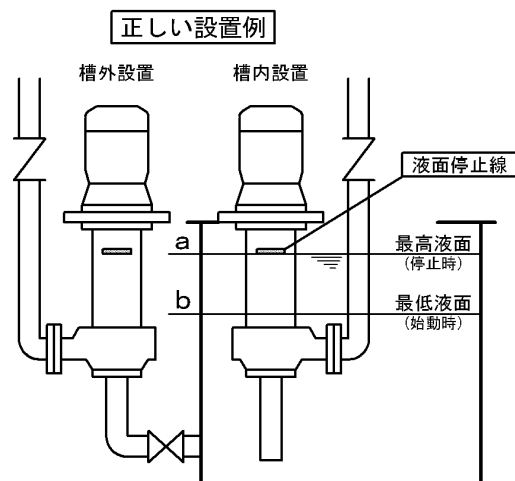 正しい設置例
槽外設置
槽内設置
液面停止線
a
最高液面
(停止時)
b
最低液面
(始動時)